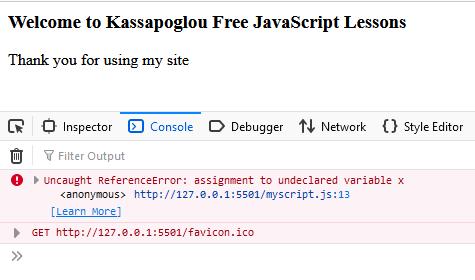 Welcome to Kassapoglou Free JavaScript Lessons
Thank you for using my site
Inspector Console Debugger Network {} Style Editor
Filter Output
Uncaught ReferenceError: assignment to undeclared variable x
<anonymous> http://127.0.0.1:5501/myscript.js:13
[Learn More]
GET http://127.0.0.1:5501/favicon.ico